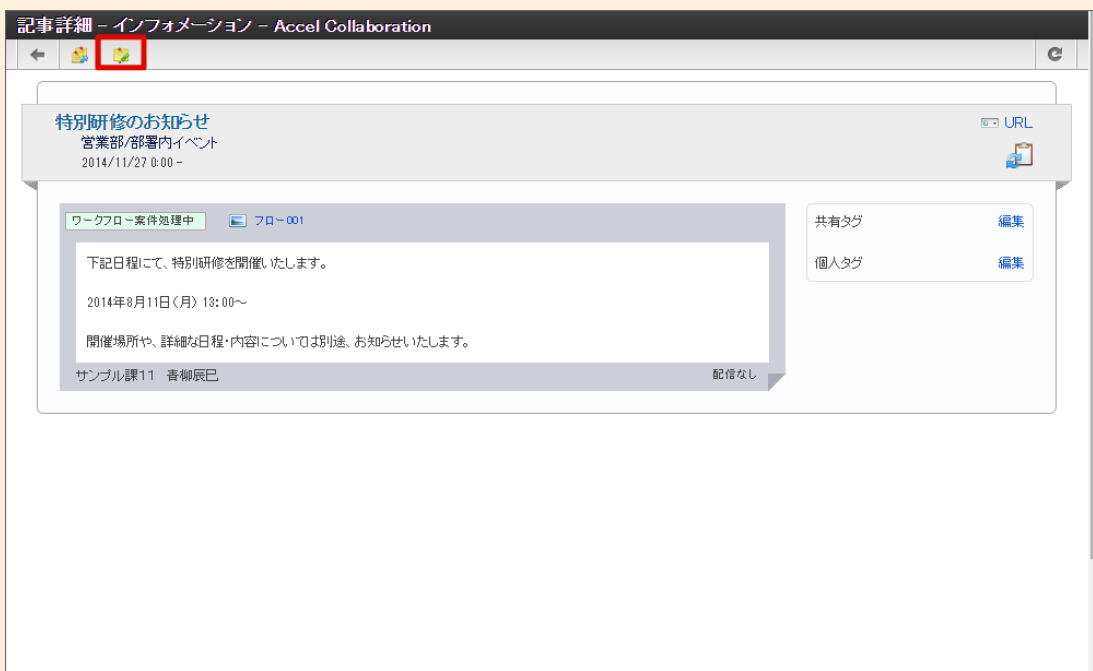 記事詳細 - インフォメーション - Accel Collaboration
特別研修のお知らせ
URL
営業部/部署内イベント
2014/11/27 0:00 -
ワークフロー案件処理中
フロー001
下記日程にて、特別研修を開催いたします。
2014年8月11日(月) 13:00～
開催場所や、詳細な日程・内容については別途、お知らせいたします。
サンプル課11 青柳辰巳
配信なし
共有タグ 編集
個人タグ 編集